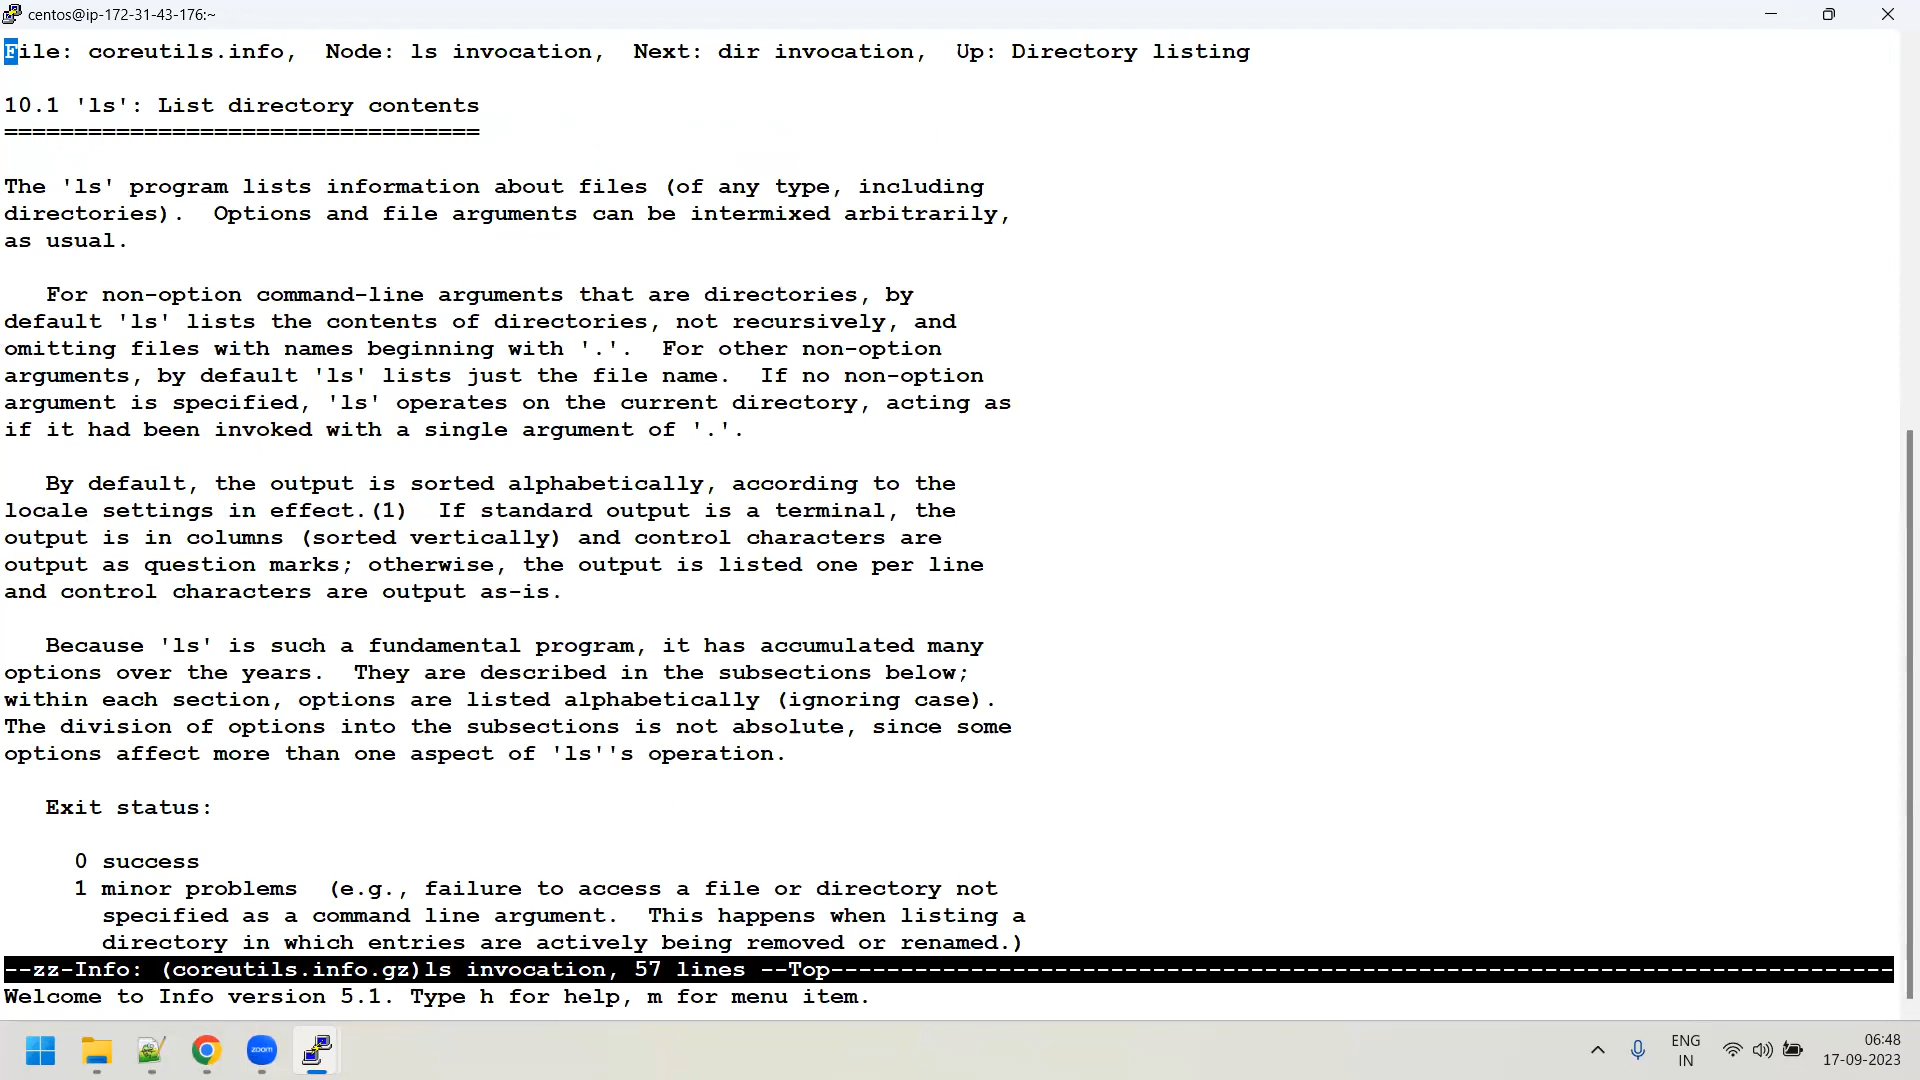 centos@ip-172-31-43-176:~
File: coreutils.info,  Node: ls invocation,  Next: dir invocation,  Up: Directory listing
10.1 'ls': List directory contents
==================================
The 'ls' program lists information about files (of any type, including
directories).  Options and file arguments can be intermixed arbitrarily,
as usual.
   For non-option command-line arguments that are directories, by
default 'ls' lists the contents of directories, not recursively, and
omitting files with names beginning with '.'.  For other non-option
arguments, by default 'ls' lists just the file name.  If no non-option
argument is specified, 'ls' operates on the current directory, acting as
if it had been invoked with a single argument of '.'.
   By default, the output is sorted alphabetically, according to the
locale settings in effect.(1)  If standard output is a terminal, the
output is in columns (sorted vertically) and control characters are
output as question marks; otherwise, the output is listed one per line
and control characters are output as-is.
   Because 'ls' is such a fundamental program, it has accumulated many
options over the years.  They are described in the subsections below;
within each section, options are listed alphabetically (ignoring case).
The division of options into the subsections is not absolute, since some
options affect more than one aspect of 'ls''s operation.
   Exit status:
     0 success
     1 minor problems  (e.g., failure to access a file or directory not
       specified as a command line argument.  This happens when listing a
       directory in which entries are actively being removed or renamed.)
--zz-Info: (coreutils.info.gz)ls invocation, 57 lines --Top----------------------------------------------------------------------------
Welcome to Info version 5.1. Type h for help, m for menu item.
zoom
ENG
IN
06:48
17-09-2023